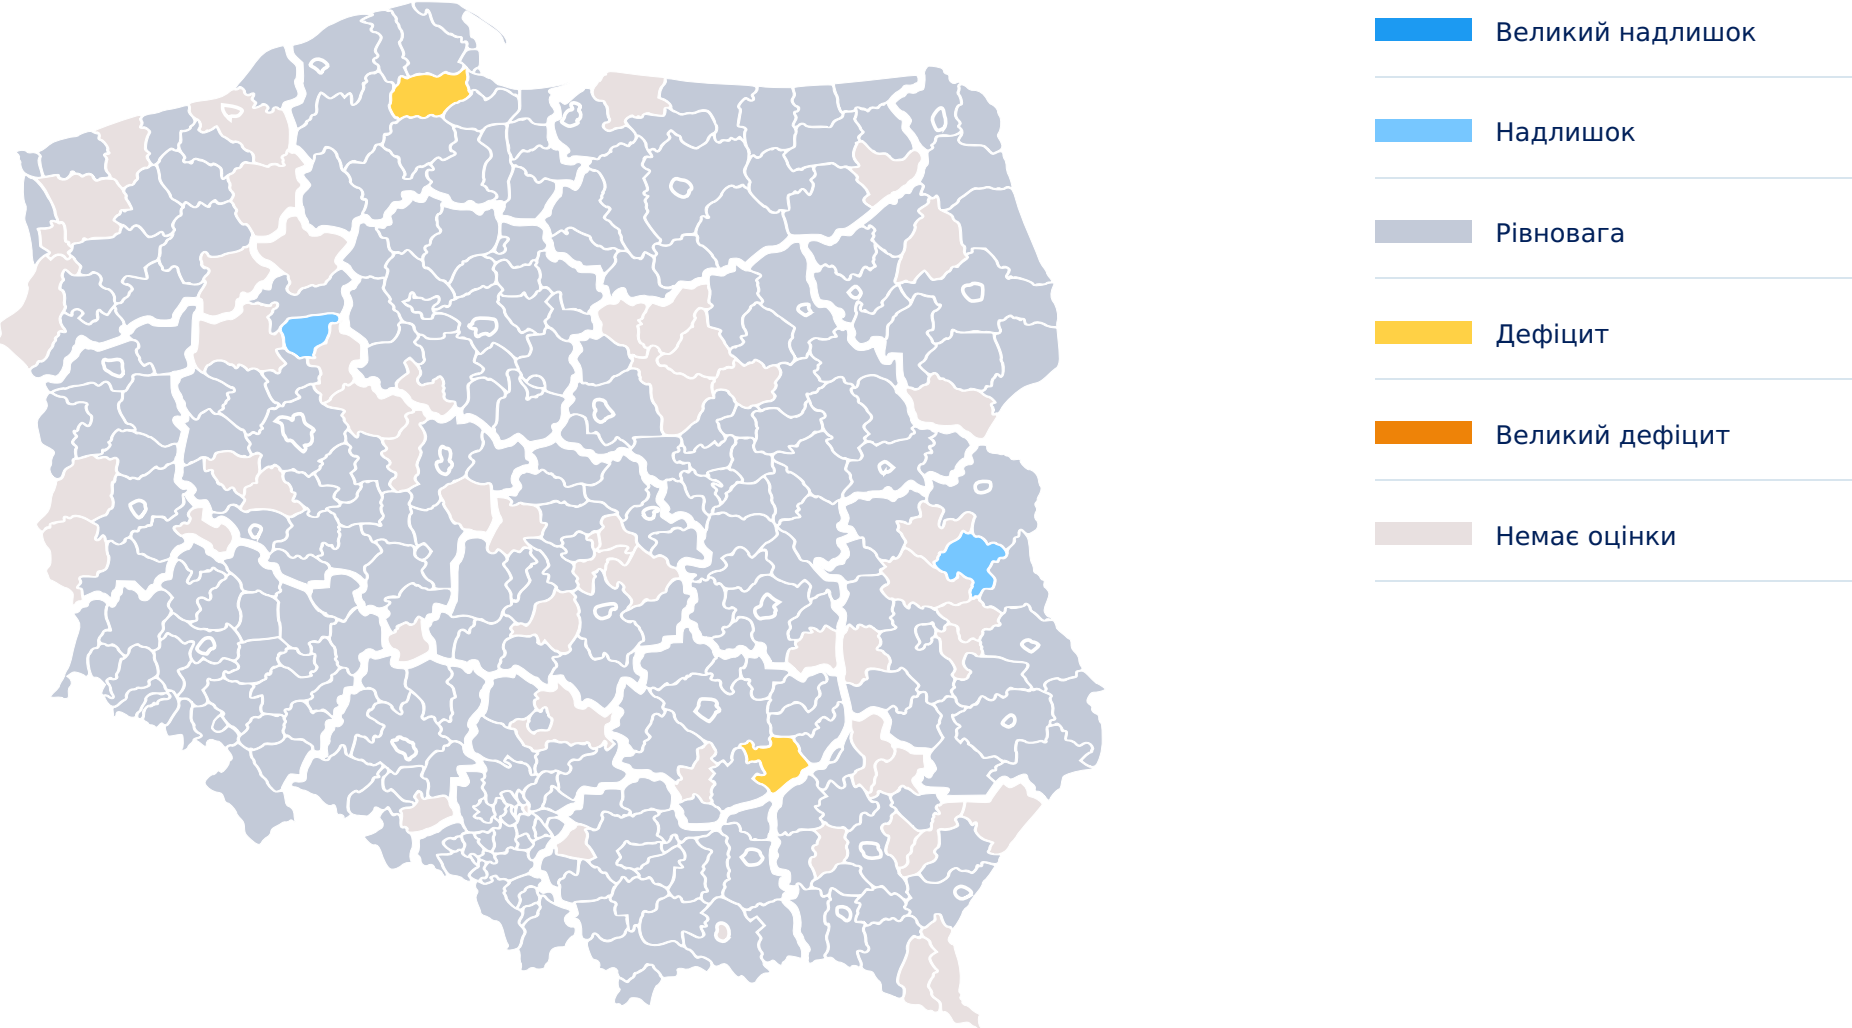 Великий надлишок
Надлишок
Рівновага
Дефіцит
Великий дефіцит
Немає оцінки